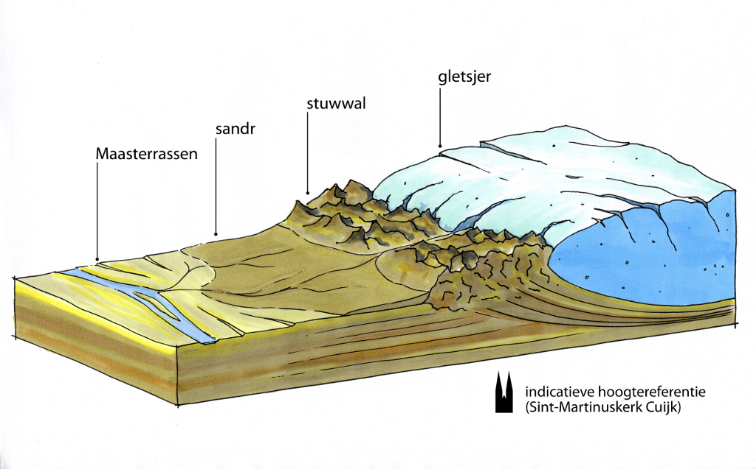 gletsjer
stuwwal
sandr
Maasterrassen
indicatieve hoogtereferentie
(Sint-Martinuskerk Cuijk)